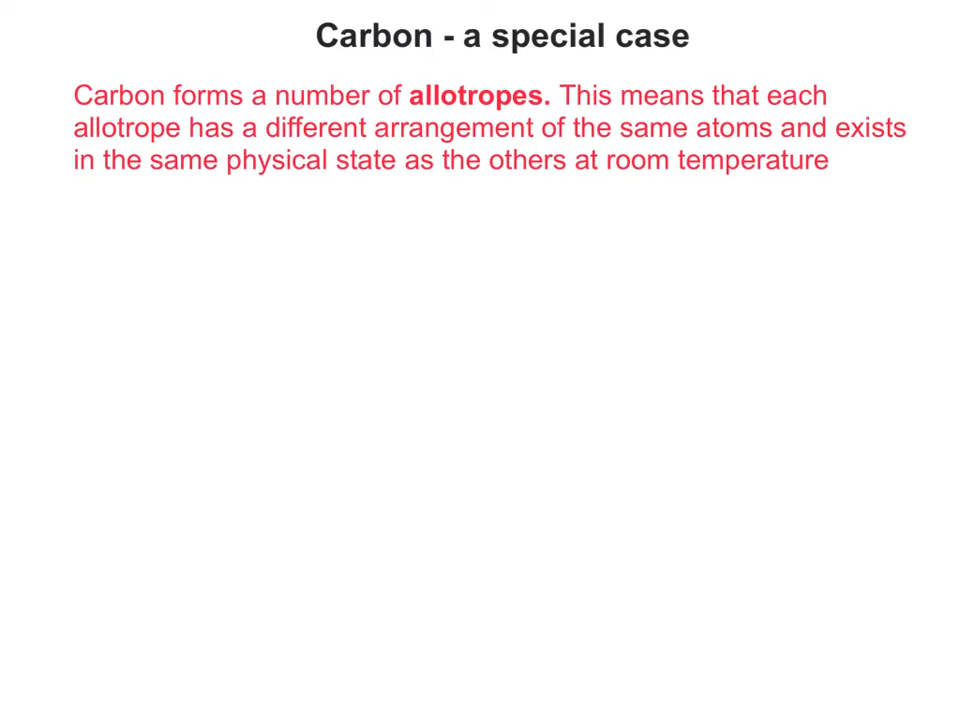 Carbon - a special case
Carbon forms a number of allotropes. This means that each
allotrope has a different arrangement of the same atoms and exists
in the same physical state as the others at room temperature